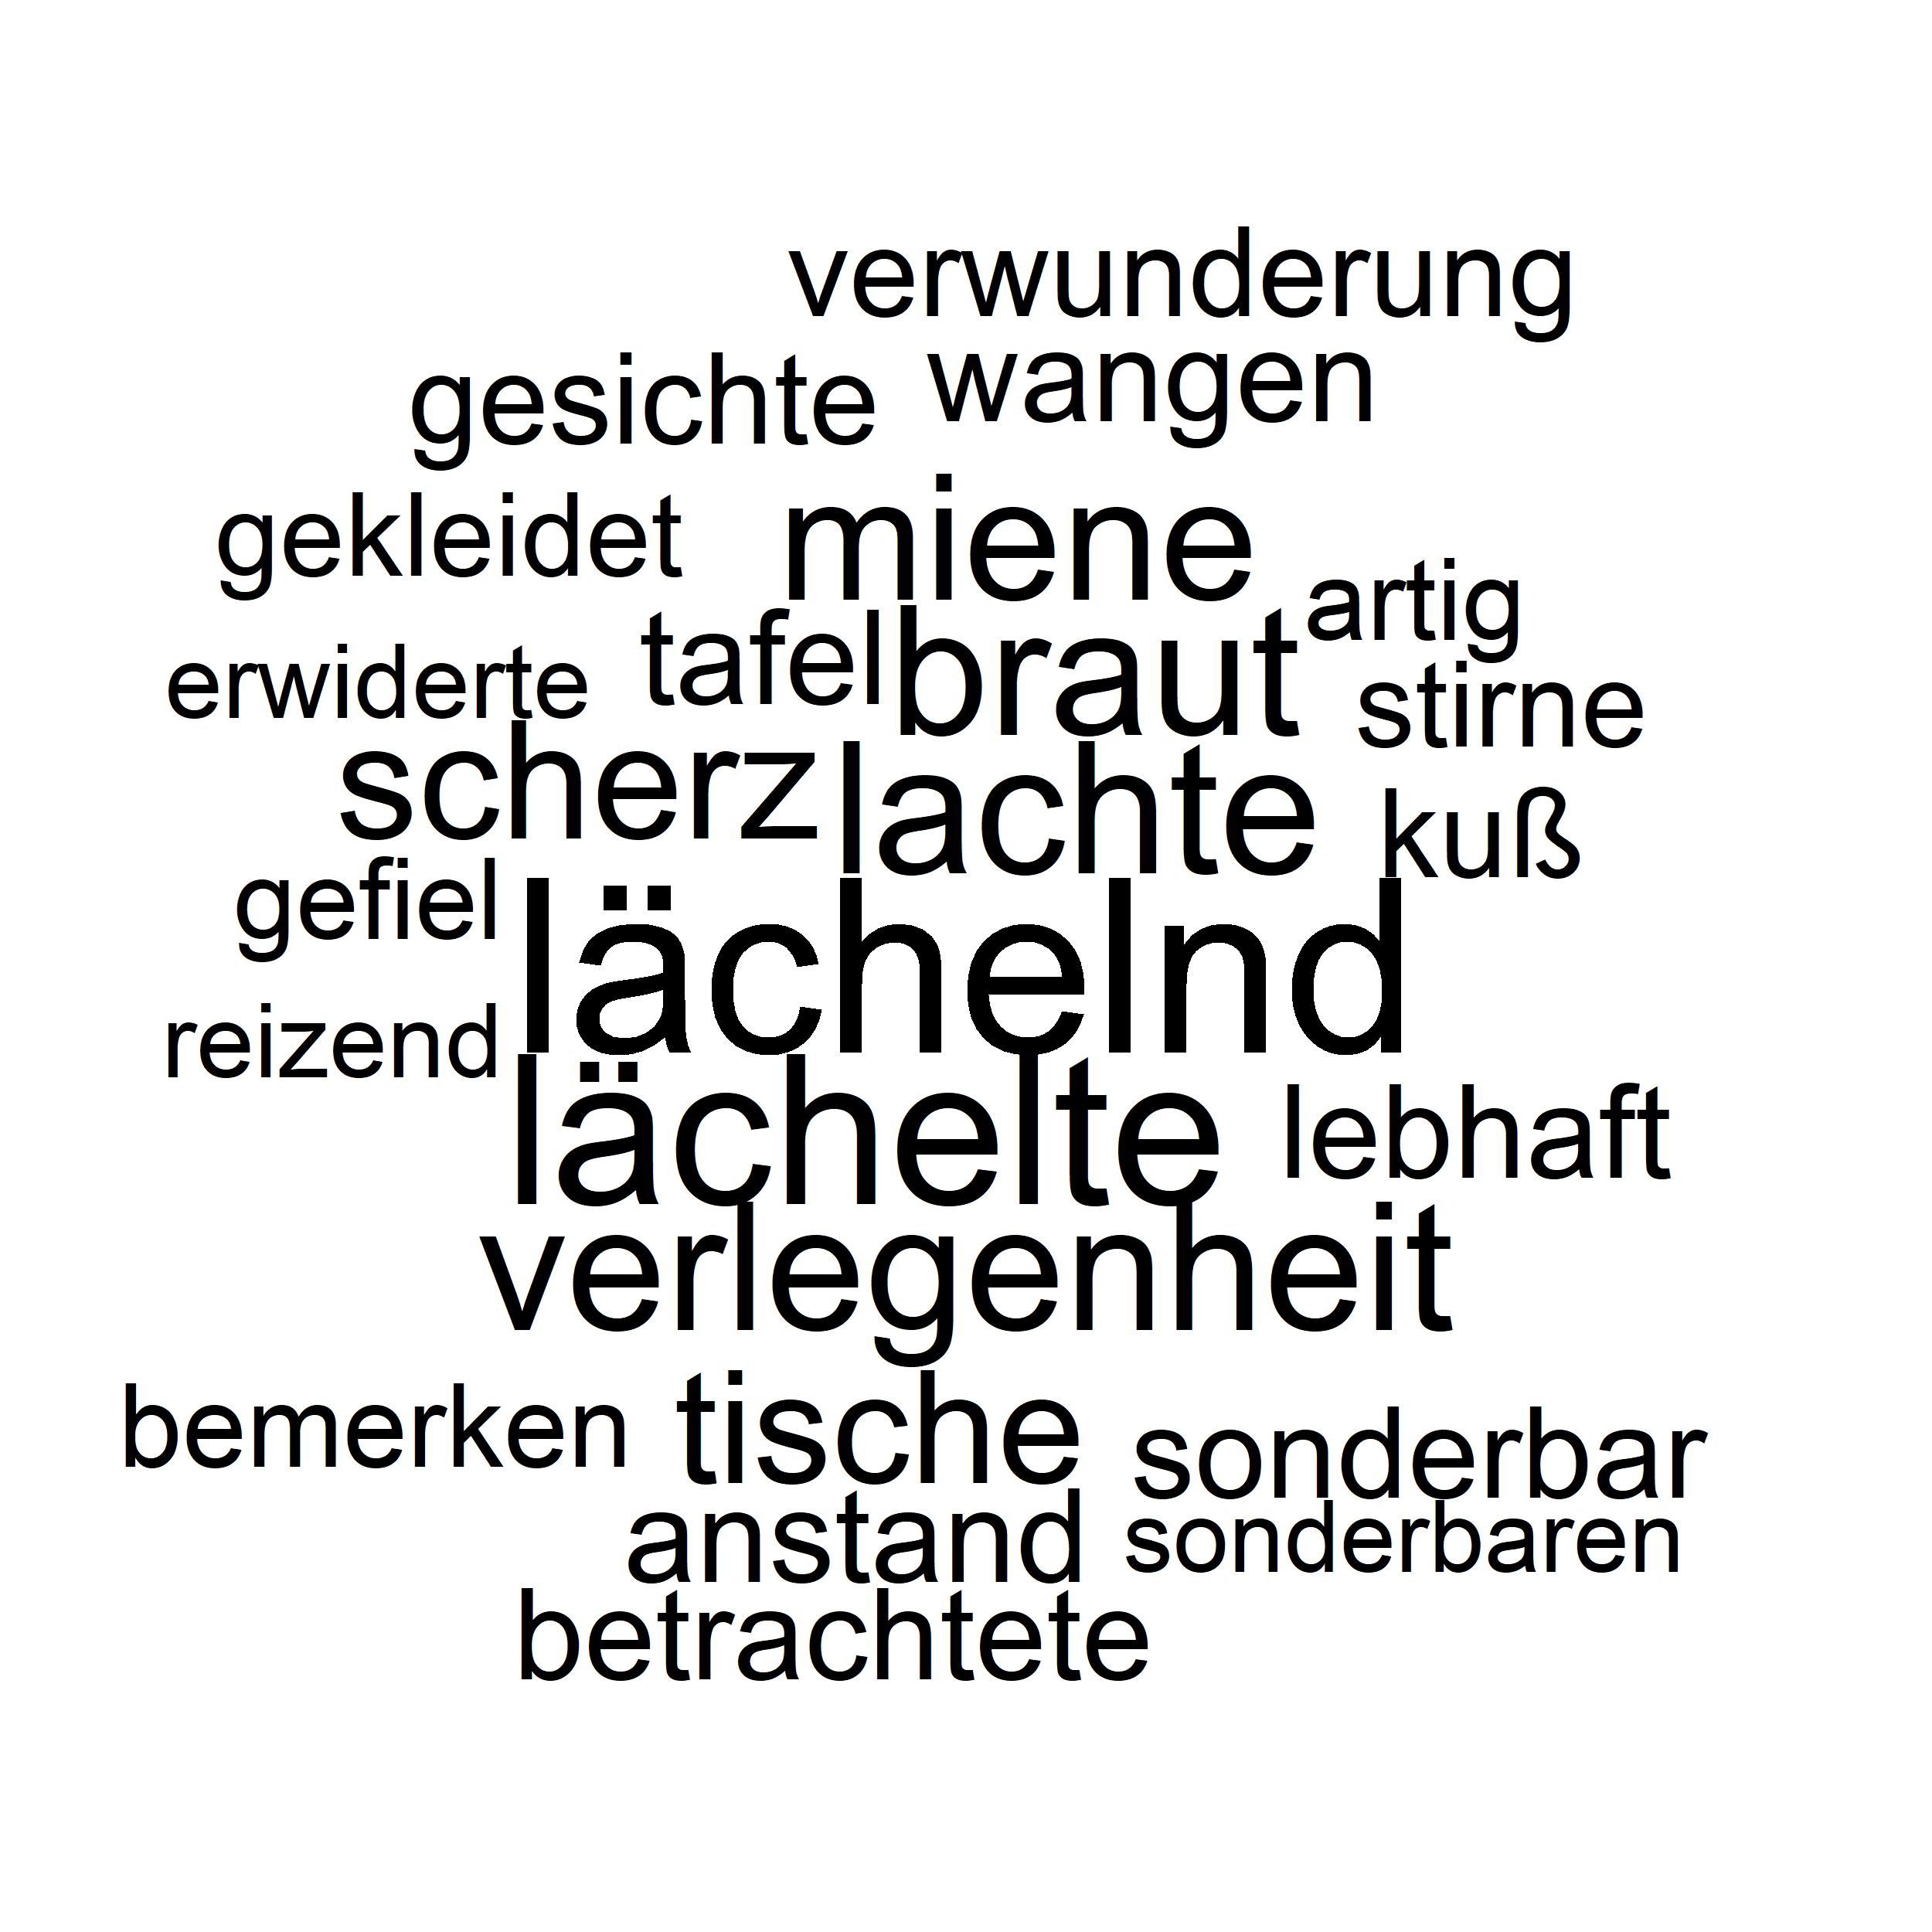 verwunderung
gesichte wangen
gekleidet miene
artig
erwiderte tafel braut stirne
scherz lachte kuß
gefiel lächelnd
reizend
lächelte lebhaft
verlegenheit
bemerken tische sonderbar
anstand sonderbaren
betrachtete